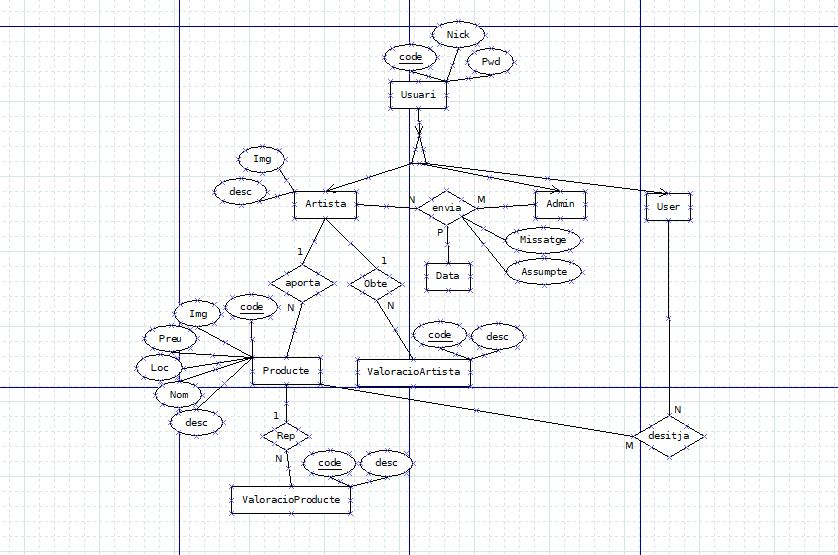 Nick
code
Pwd
Usuari
Img
desc
Artista
N
envia
M
Admin
User
P
Missatge
Data
Assumpte
1
aporta
1
Obte
N
N
Img
code
Preu
code
desc
Loc
Producte
ValoracioArtista
Nom
desc
1
N
Rep
desitja
M
N
code
desc
ValoracioProducte